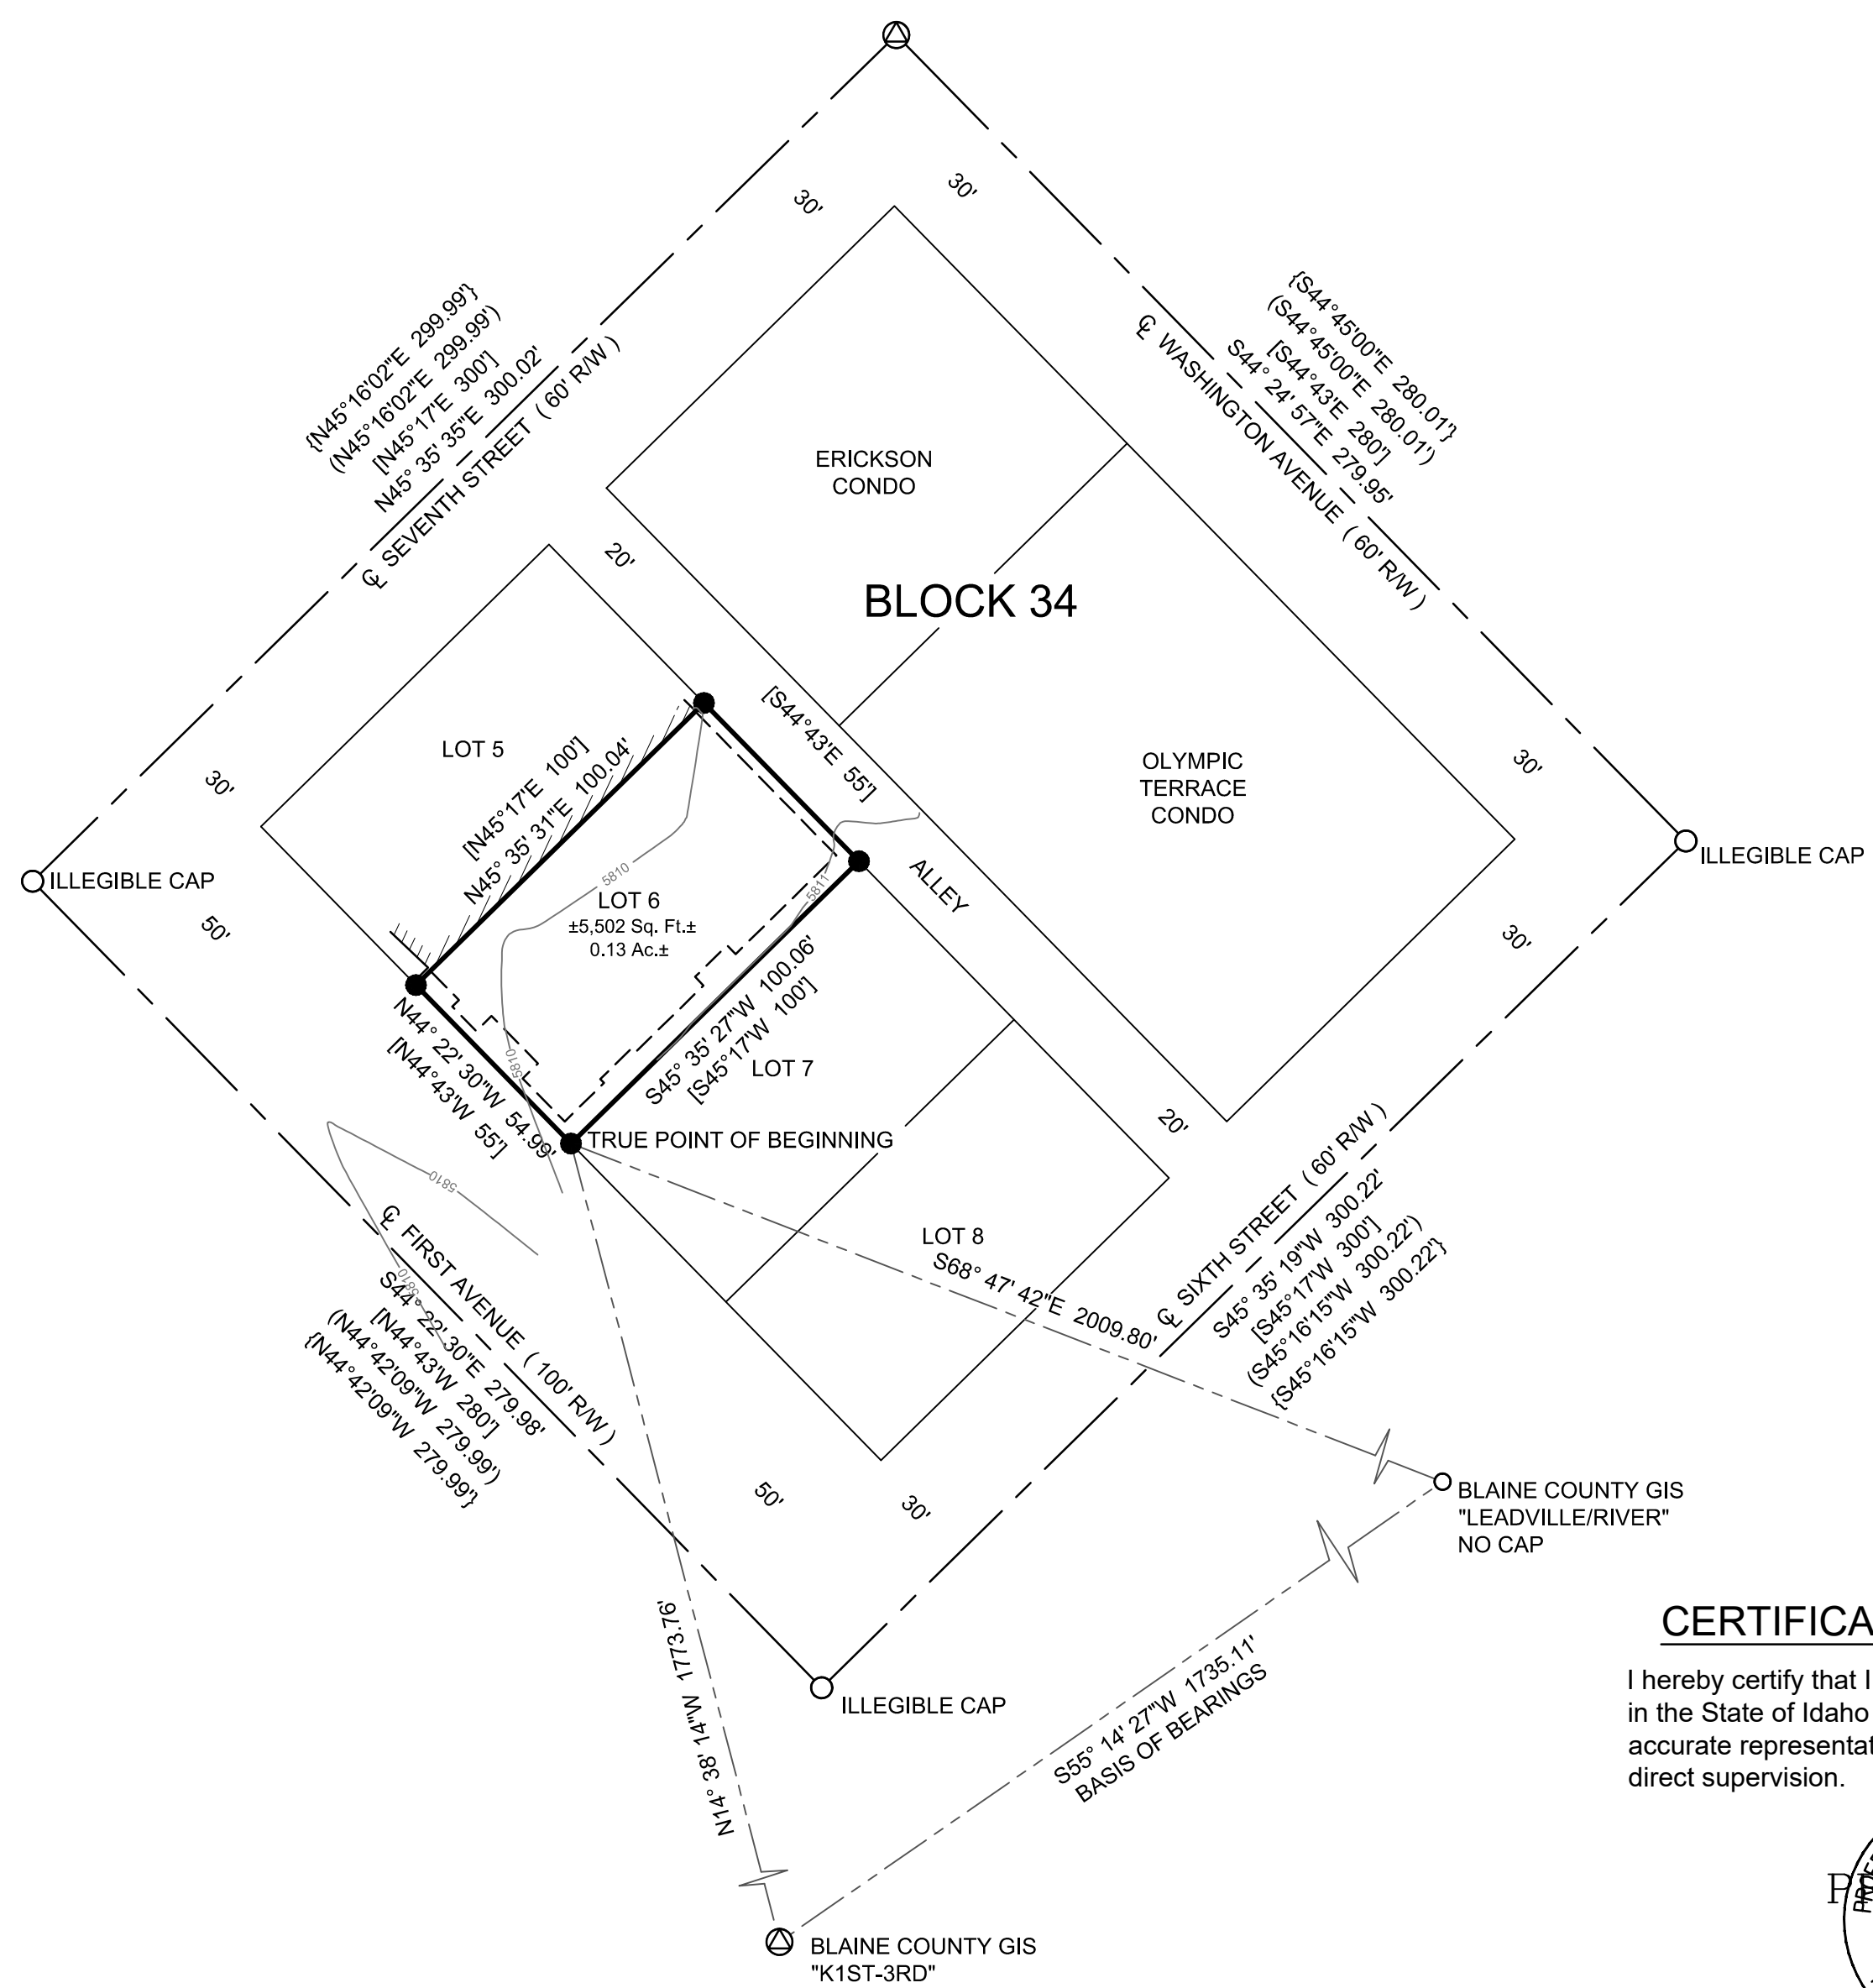 30'
30'
{N45°16'02"E 299.99'}
(N45°16'02"E 299.99')
[N45°17'E 300']
N45° 35' 35"E 300.02'
℄ SEVENTH STREET ( 60' R/W )
{S44°45'00"E 280.01'}
(S44°45'00"E 280.01')
[S44°43'E 280']
S44° 24' 57"E 279.95'
℄ WASHINGTON AVENUE ( 60' R/W )
ERICKSON
CONDO
20'
BLOCK 34
[S44°43'E 55']
LOT 5
[N45°17'E 100']
N45° 35' 31"E 100.04'
OLYMPIC
TERRACE
CONDO
30'
30'
ILLEGIBLE CAP
ILLEGIBLE CAP
5810
5811
ALLEY
LOT 6
±5,502 Sq. Ft.±
0.13 Ac.±
50'
30'
S45° 35' 27"W 100.06'
[S45°17'W 100']
N44° 22' 30"W 54.99'
[N44°43'W 55']
5810
LOT 7
TRUE POINT OF BEGINNING
20'
5810
LOT 8
S68° 47' 42"E 2009.80'
℄ SIXTH STREET ( 60' R/W )
S45° 35' 19"W 300.22'
[S45°17'W 300']
(S45°16'15"W 300.22')
{S45°16'15"W 300.22'}
℄ FIRST AVENUE ( 100' R/W )
5810
S44° 22' 30"E 279.98'
[N44°43'W 280']
(N44°42'09"W 279.99')
{N44°42'09"W 279.99'}
50'
30'
BLAINE COUNTY GIS
"LEADVILLE/RIVER"
NO CAP
N14° 38' 14"W 1773.76'
ILLEGIBLE CAP
S55° 14' 27"W 1735.11'
BASIS OF BEARINGS
CERTIFICA
I hereby certify that I
in the State of Idaho
accurate representat
direct supervision.
BLAINE COUNTY GIS
"K1ST-3RD"